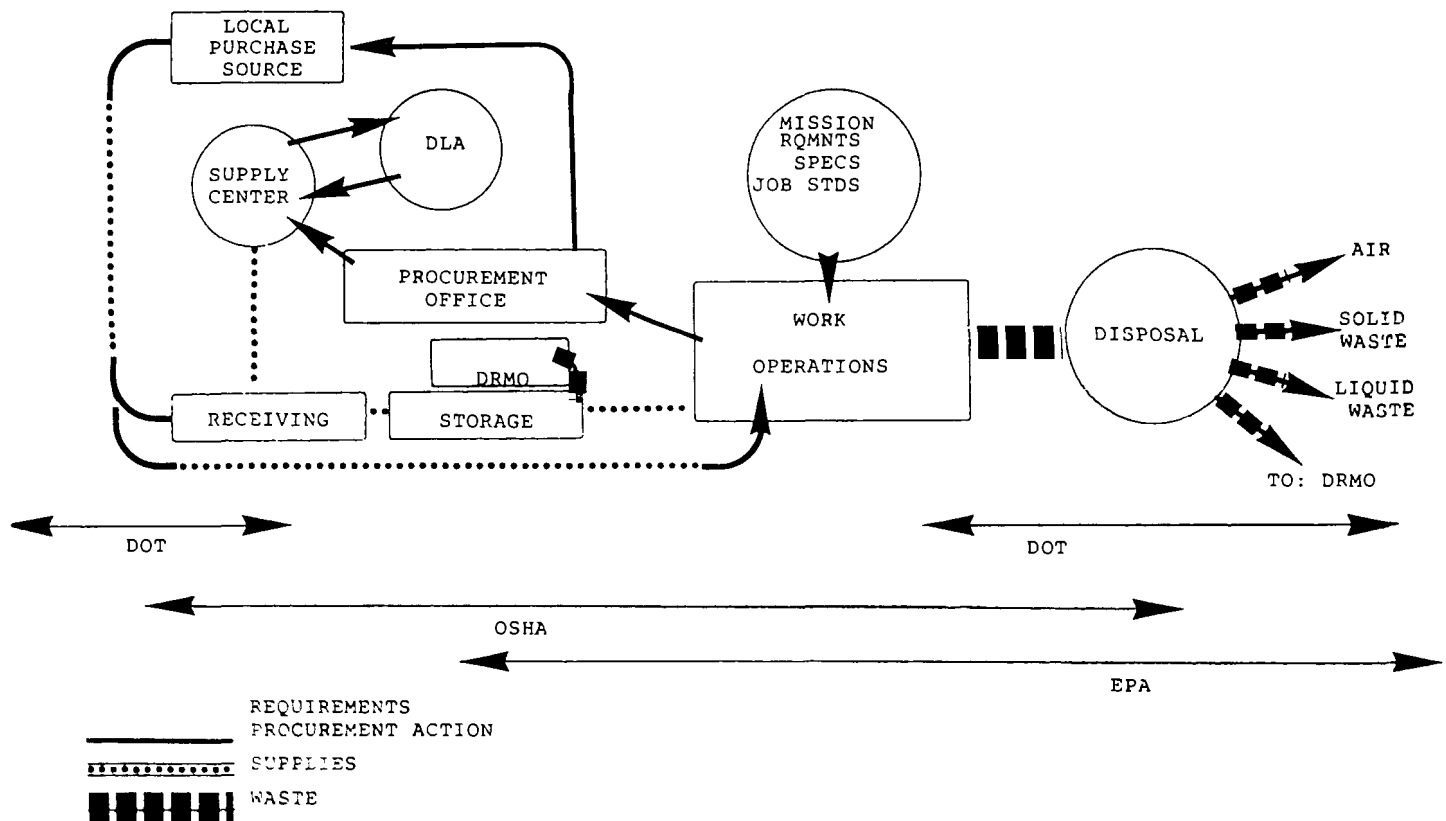 LOCAL
PURCHASE
SOURCE
DLA
SUPPLY
CENTER
MISSION
RQMNTS
SPECS
JOB STDS
PROCUREMENT
OFFICE
WORK
OPERATIONS
DISPOSAL
AIR
SOLID
WASTE
LIQUID
WASTE
TO: DRMO
DRMO
RECEIVING
STORAGE
DOT
DOT
OSHA
EPA
REQUIREMENTS
PROCUREMENT ACTION
SUPPLIES
WASTE